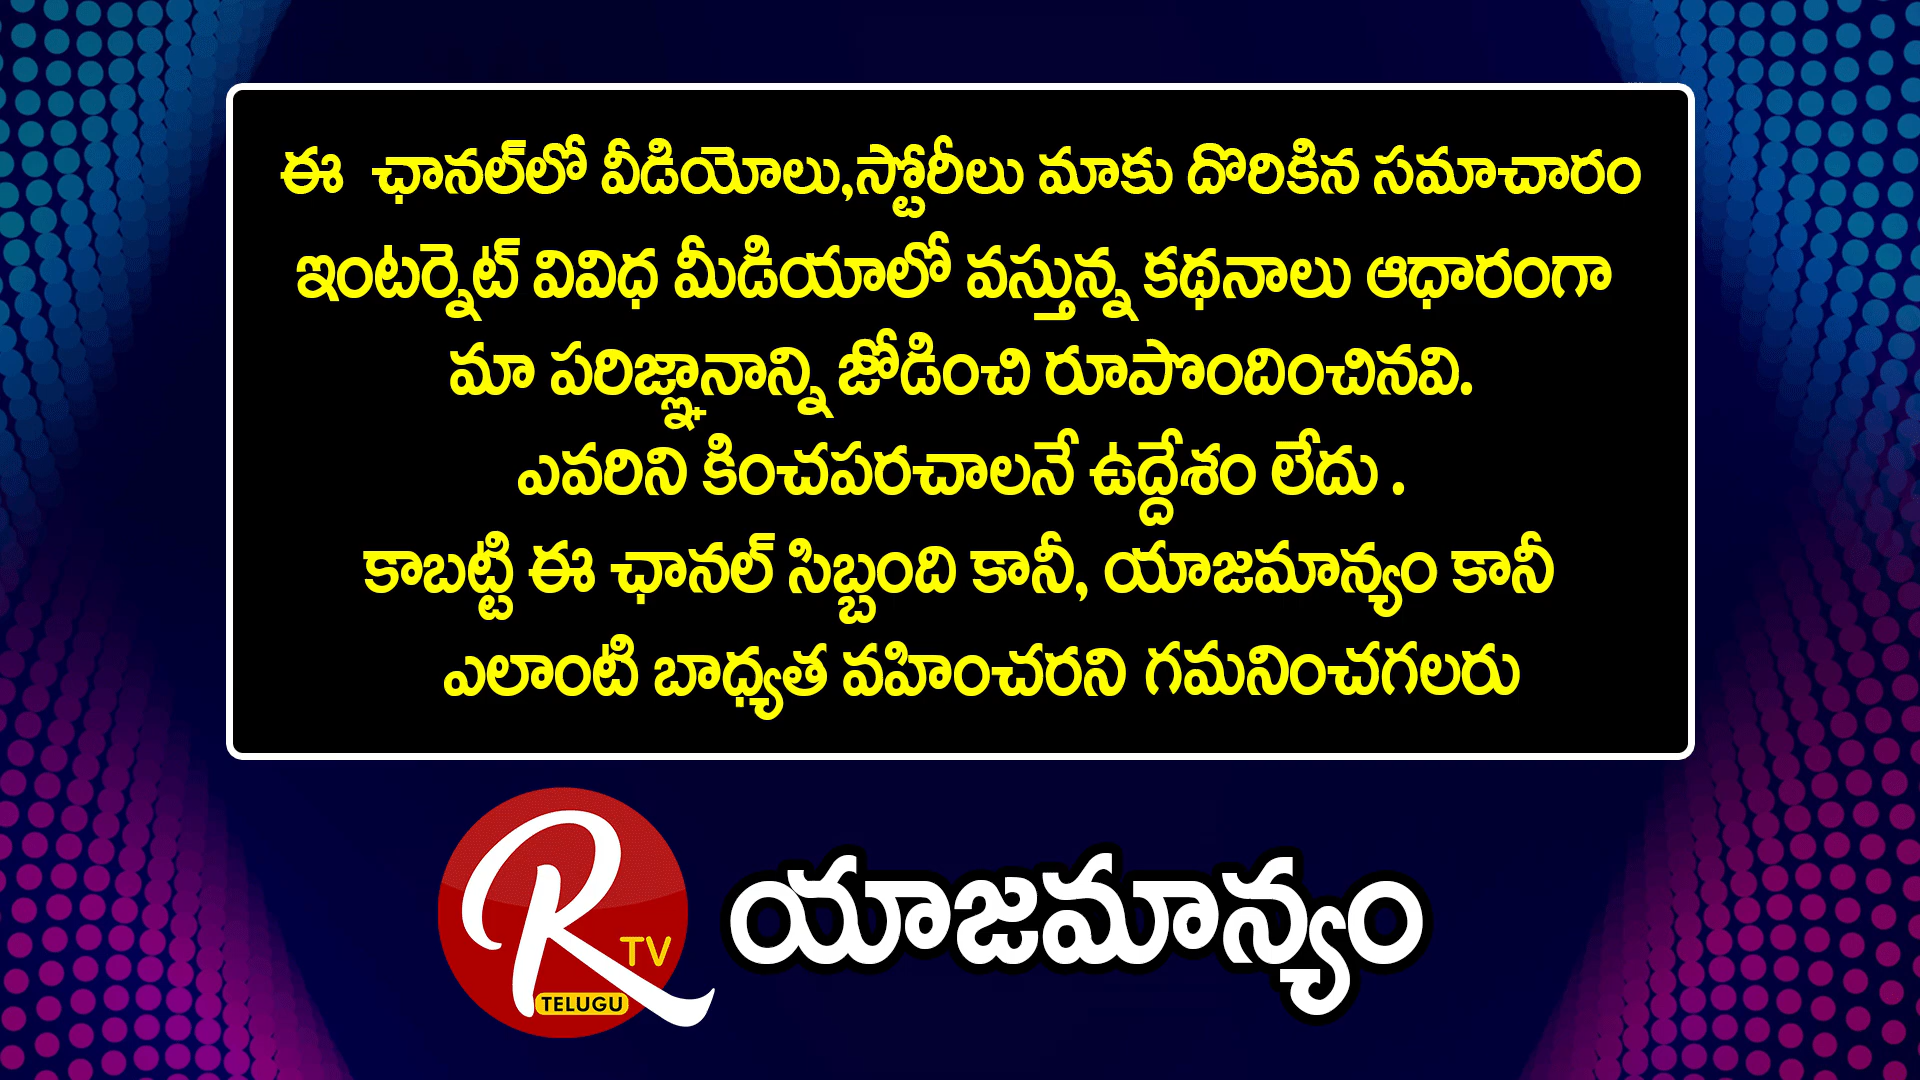 ఈ ఛానల్‌లో వీడియోలు,స్టోరీలు మాకు దొరికిన సమాచారం
ఇంటర్నెట్ వివిధ మీడియాలో వస్తున్న కథనాలు ఆధారంగా
మా పరిజ్ఞానాన్ని జోడించి రూపొందించినవి.
ఎవరిని కించపరచాలనే ఉద్దేశం లేదు .
కాబట్టి ఈ ఛానల్ సిబ్బంది కానీ, యాజమాన్యం కానీ
ఎలాంటి బాధ్యత వహించరని గమనించగలరు
R TV
TELUGU
యాజమాన్యం